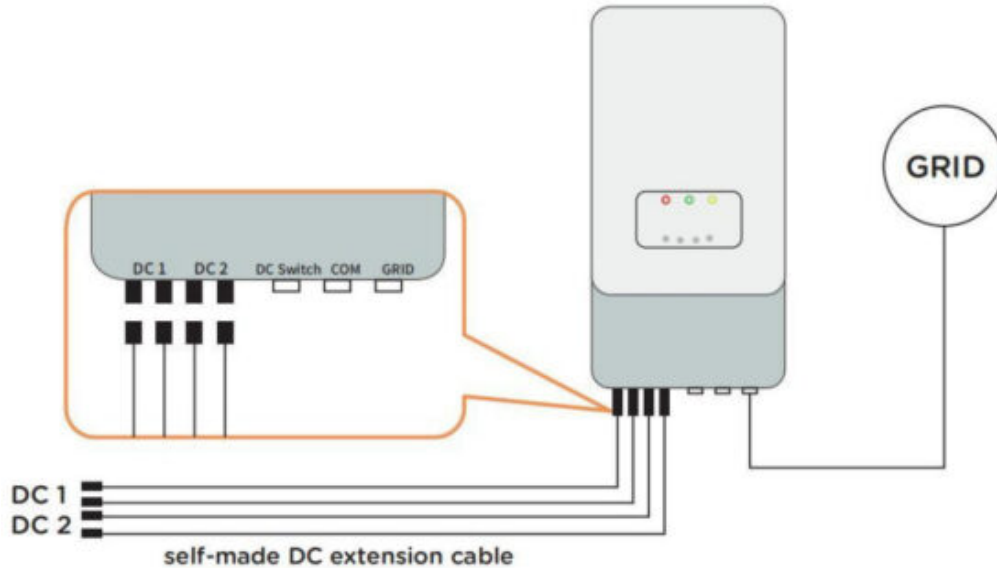 GRID
DC 1 DC 2 DC Switch COM GRID
DC 1
DC 2
self-made DC extension cable